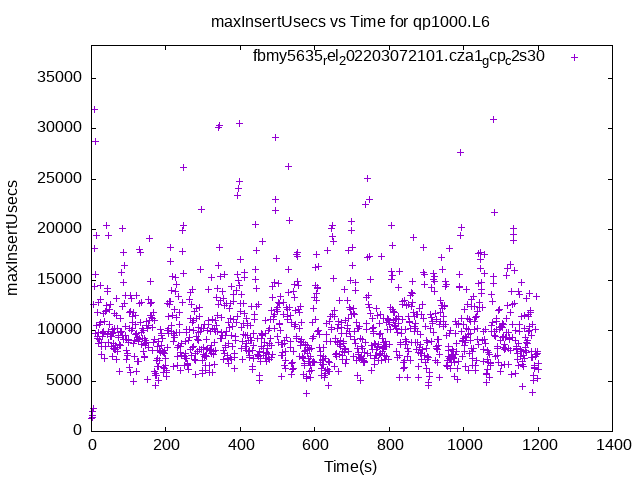 maxInsertUsecs vs Time for qp1000.L6
fbmy5635rel202203072101.cza1gcpc2s30
35000
30000
25000
20000
15000
10000
5000
0
maxInsertUsecs
0 200 400 600 800 1000 1200 1400
Time(s)